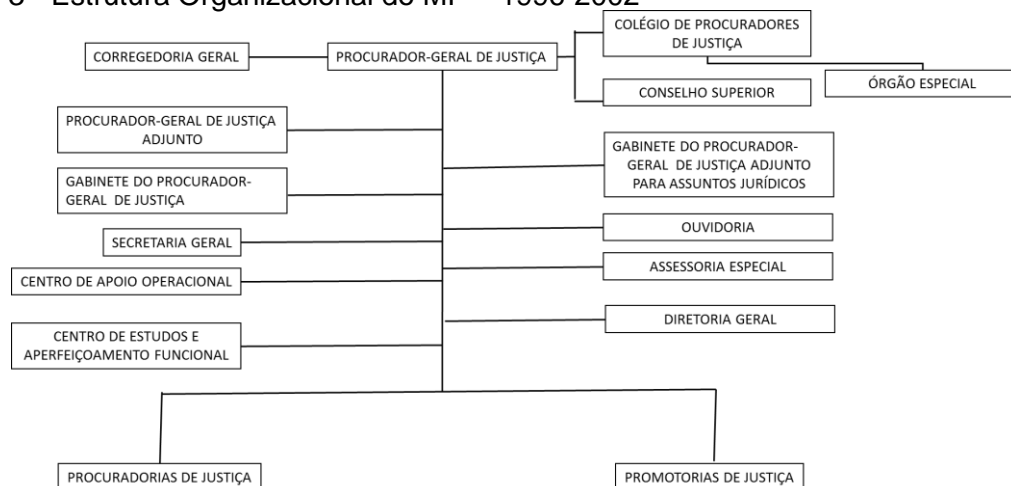 Estrutura Organizacional do MP
COLÉGIO DE PROCURADORES
DE JUSTIÇA
CORREGEDORIA GERAL
PROCURADOR-GERAL DE JUSTIÇA
ÓRGÃO ESPECIAL
CONSELHO SUPERIOR
PROCURADOR-GERAL DE JUSTIÇA
ADJUNTO
GABINETE DO PROCURADOR-
GERAL DE JUSTIÇA ADJUNTO
PARA ASSUNTOS JURÍDICOS
GABINETE DO PROCURADOR-
GERAL DE JUSTIÇA
OUVIDORIA
SECRETARIA GERAL
ASSESSORIA ESPECIAL
CENTRO DE APOIO OPERACIONAL
DIRETORIA GERAL
CENTRO DE ESTUDOS E
APERFEIÇOAMENTO FUNCIONAL
PROCURADORIAS DE JUSTIÇA
PROMOTORIAS DE JUSTIÇA